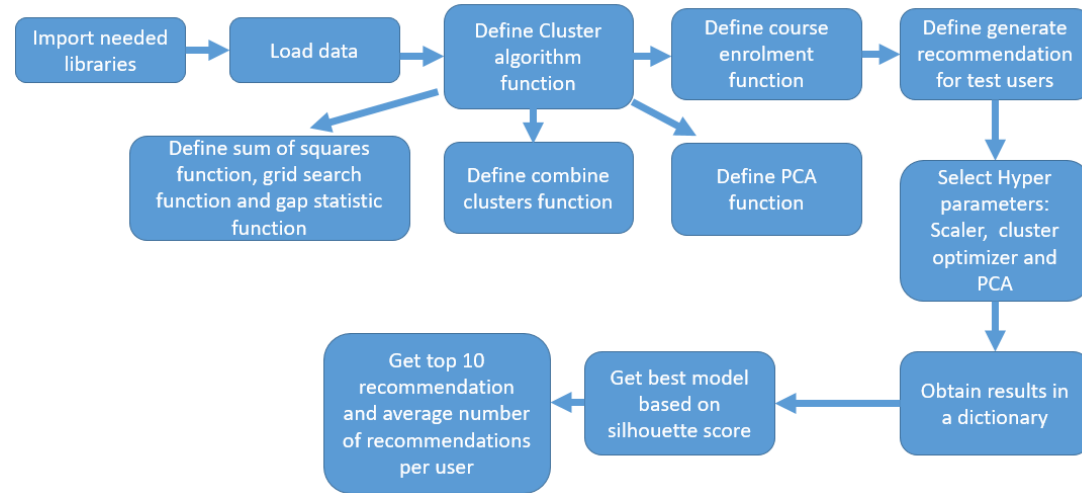 Import needed
libraries
Load data
Define Cluster
algorithm
function
Define course
enrolment
function
Define generate
recommendation
for test users
Define sum of squares
function, grid search
function and gap statistic
function
Define combine
clusters function
Define PCA
function
Select Hyper
parameters:
Scaler,  cluster
optimizer and
PCA
Obtain results in
a dictionary
Get best model
based on
silhouette score
Get top 10
recommendation
and average number
of recommendations
per user